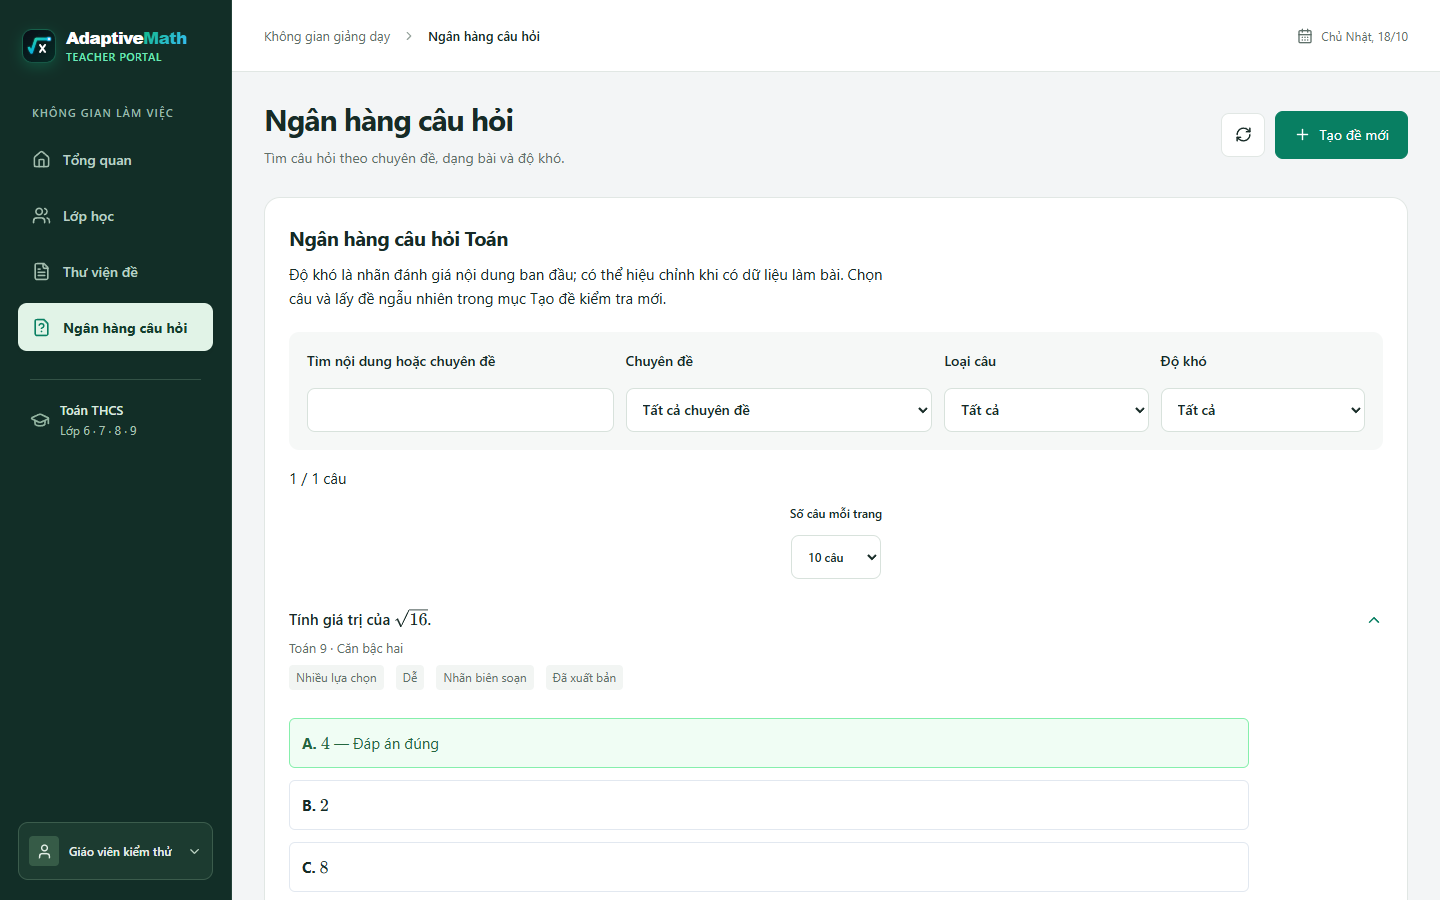 AdaptiveMath
TEACHER PORTAL
KHÔNG GIAN LÀM VIỆC
Tổng quan
Lớp học
Thư viện đề
Ngân hàng câu hỏi
Toán THCS
Lớp 6 · 7 · 8 · 9
Giáo viên kiểm thử
Không gian giảng dạy > Ngân hàng câu hỏi
Chủ Nhật, 18/10
Ngân hàng câu hỏi
Tìm câu hỏi theo chuyên đề, dạng bài và độ khó.
Tạo đề mới
Ngân hàng câu hỏi Toán
Độ khó là nhãn đánh giá nội dung ban đầu; có thể hiệu chỉnh khi có dữ liệu làm bài. Chọn
câu và lấy đề ngẫu nhiên trong mục Tạo đề kiểm tra mới.
Tìm nội dung hoặc chuyên đề
Chuyên đề
Loại câu
Độ khó
Tất cả chuyên đề
Tất cả
Tất cả
1 / 1 câu
Số câu mỗi trang
10 câu
Tính giá trị của √16.
Toán 9 · Căn bậc hai
Nhiều lựa chọn
Dễ
Nhãn biên soạn
Đã xuất bản
A. 4 — Đáp án đúng
B. 2
C. 8